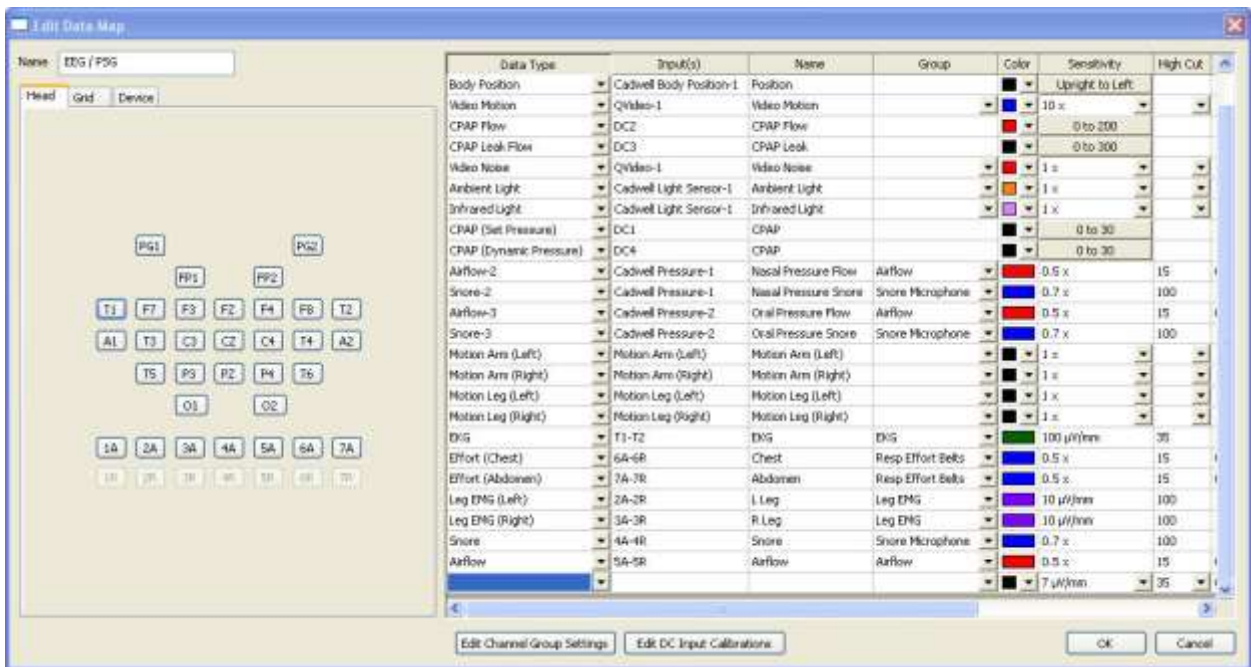 Edit Data Map
Name EEG / PSG
Head Grid Device
PG1 PG2
FP1 FP2
T1 F7 F3 FZ F4 F8 T2
A1 T3 C3 CZ C4 T4 A2
T5 P3 PZ P4 T6
O1 O2
1A 2A 3A 4A 5A 6A 7A
1R 2R 3R 4R 5R 6R 7R
Data Type Input(s) Name Group Color Sensitivity High Cut
Body Position Cadwell Body Position-1 Position Upright to Left
Video Motion QVideo-1 Video Motion 10 x
CPAP Flow DC2 CPAP Flow 0 to 200
CPAP Leak Flow DC3 CPAP Leak 0 to 300
Video Noise QVideo-1 Video Noise 1 x
Ambient Light Cadwell Light Sensor-1 Ambient Light 1 x
Infrared Light Cadwell Light Sensor-1 Infrared Light 1 x
CPAP (Set Pressure) DC1 CPAP 0 to 30
CPAP (Dynamic Pressure) DC4 CPAP 0 to 30
Airflow-2 Cadwell Pressure-1 Nasal Pressure Flow Airflow 0.5 x 15
Snore-2 Cadwell Pressure-1 Nasal Pressure Snore Snore Microphone 0.7 x 100
Airflow-3 Cadwell Pressure-2 Oral Pressure Flow Airflow 0.5 x 15
Snore-3 Cadwell Pressure-2 Oral Pressure Snore Snore Microphone 0.7 x 100
Motion Arm (Left) Motion Arm (Left) Motion Arm (Left) 1 x
Motion Arm (Right) Motion Arm (Right) Motion Arm (Right) 1 x
Motion Leg (Left) Motion Leg (Left) Motion Leg (Left) 1 x
Motion Leg (Right) Motion Leg (Right) Motion Leg (Right) 1 x
EKG T1-T2 EKG EKG 100 µV/mm 35
Effort (Chest) 6A-6R Chest Resp Effort Belts 0.5 x 15
Effort (Abdomen) 7A-7R Abdomen Resp Effort Belts 0.5 x 15
Leg EMG (Left) 2A-2R L Leg Leg EMG 10 µV/mm 100
Leg EMG (Right) 3A-3R R Leg Leg EMG 10 µV/mm 100
Snore 4A-4R Snore Snore Microphone 0.7 x 100
Airflow 5A-5R Airflow Airflow 0.5 x 15
7 µV/mm 35
Edit Channel Group Settings Edit DC Input Calibrations OK Cancel